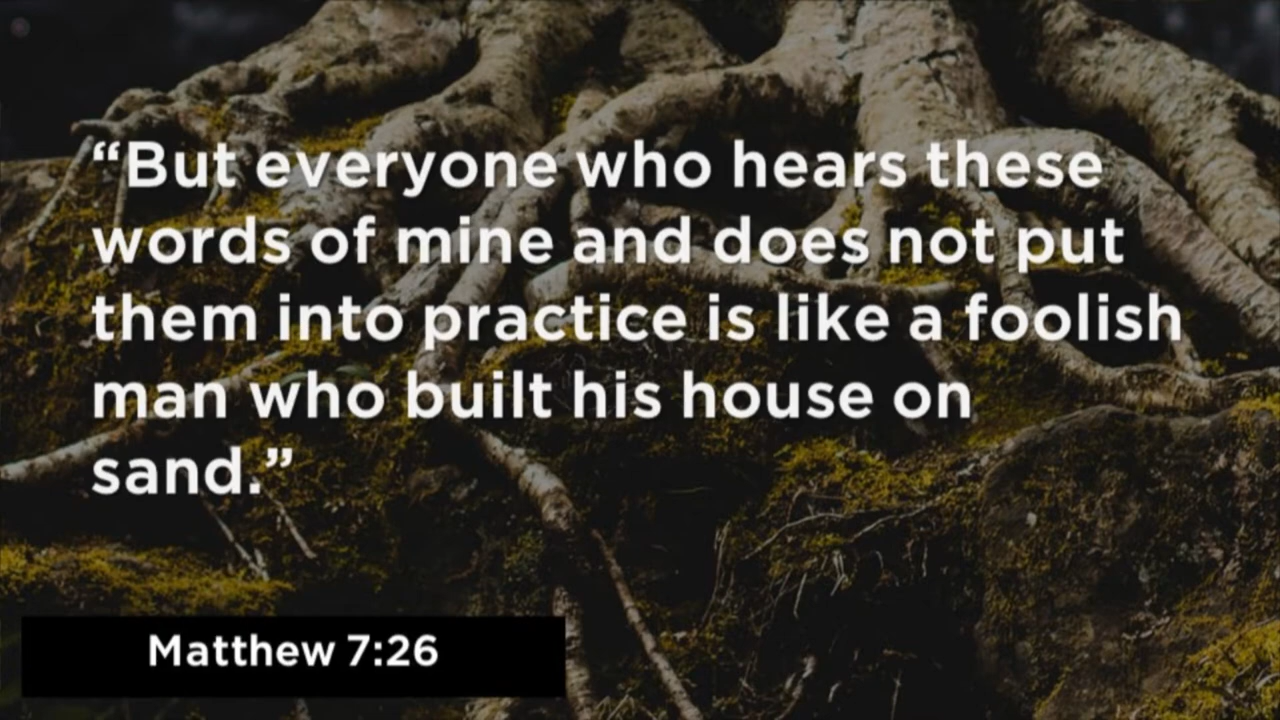 “But everyone who hears these
words of mine and does not put
them into practice is like a foolish
man who built his house on
sand.”
Matthew 7:26